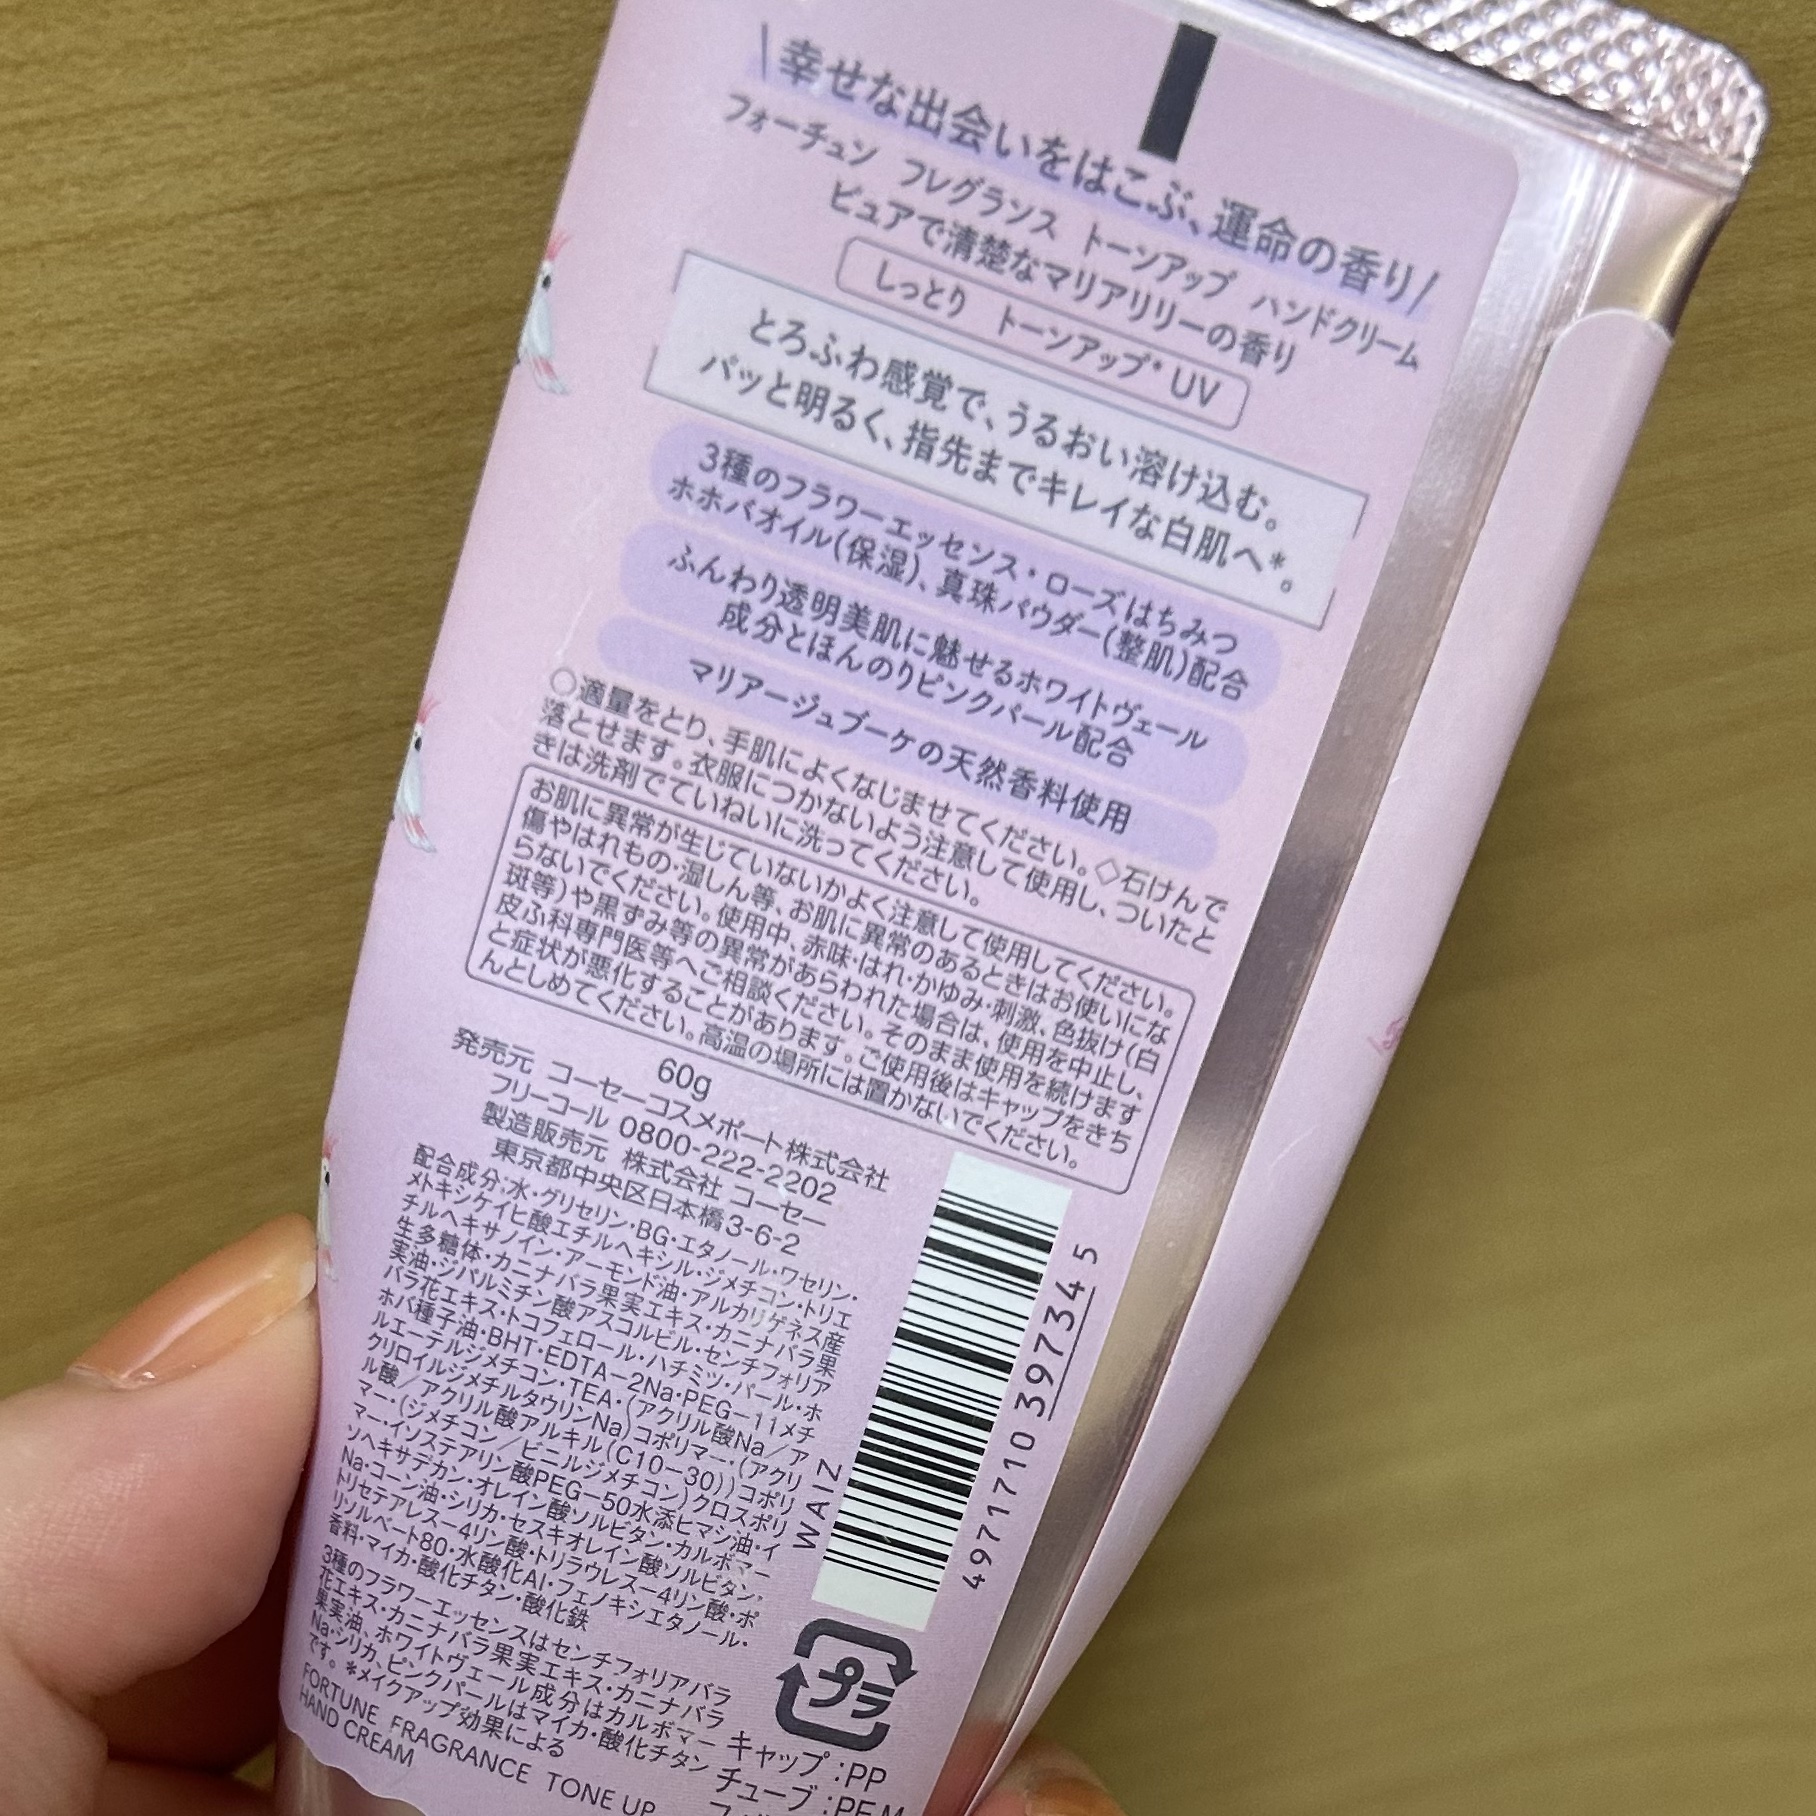 \幸せな出会いをはこぶ、運命の香り/
フォーチュン フレグランス トーンアップ ハンドクリーム
ピュアで清楚なマリアリリーの香り
しっとり トーンアップ* UV
とろふわ感覚で、うるおい溶け込む。
パッと明るく、指先までキレイな白肌へ*。
3種のフラワーエッセンス・ローズはちみつ
ホホバオイル(保湿)、真珠パウダー(整肌)配合
ふんわり透明美肌に魅せるホワイトヴェール
成分とほんのりピンクパール配合
マリアージュブーケの天然香料使用
○適量をとり、手肌によくなじませてください。◇石けんで
落とせます。衣服につかないよう注意して使用し、ついたと
きは洗剤でていねいに洗ってください。
お肌に異常が生じていないかよく注意して使用してください。
傷やはれもの・湿しん等、お肌に異常のあるときはお使いにな
らないでください。使用中、赤味・はれ・かゆみ・刺激、色抜け(白
斑等)や黒ずみ等の異常があらわれた場合は、使用を中止し、
皮ふ科専門医等へご相談ください。そのまま使用を続けます
と症状が悪化することがあります。ご使用後はキャップをきち
んとしめてください。高温の場所には置かないでください。
60g
発売元 コーセーコスメポート株式会社
フリーコール 0800-222-2202
製造販売元 株式会社 コーセー
東京都中央区日本橋3-6-2
配合成分:水・グリセリン・BG・エタノール・ワセリン・
メトキシケイヒ酸エチルヘキシル・ジメチコン・トリエ
チルヘキサノイン・アーモンド油・アルカリゲネス産
生多糖体・カニナバラ果実エキス・カニナバラ果
実油・ジパルミチン酸アスコルビル・センチフォリア
バラ花エキス・トコフェロール・ハチミツ・パール・ホ
ホバ種子油・BHT・EDTA-2Na・PEG-11メチ
ルエーテルジメチコン・TEA・(アクリル酸Na/ア
クリロイルジメチルタウリンNa)コポリマー・(アクリ
ル酸/アクリル酸アルキル(C10-30))コポリ
マー・(ジメチコン/ビニルジメチコン)クロスポリ
マー・イソステアリン酸PEG-50水添ヒマシ油・イ
ソヘキサデカン・オレイン酸ソルビタン・カルボマー
Na・コーン油・シリカ・セスキオレイン酸ソルビタン・
トリセテアレス-4リン酸・トリラウレス-4リン酸・ポ
リソルベート80・水酸化Al・フェノキシエタノール・
香料・マイカ・酸化チタン・酸化鉄
3種のフラワーエッセンスはセンチフォリアバラ
花エキス・カニナバラ果実エキス・カニナバラ
果実油、ホワイトヴェール成分はカルボマー
Na・シリカ、ピンクパールはマイカ・酸化チタン
です。*メイクアップ効果による
FORTUNE FRAGRANCE TONE UP
HAND CREAM
WAIZ
4971710 397345
プラ
キャップ:PP
チューブ:PE,M